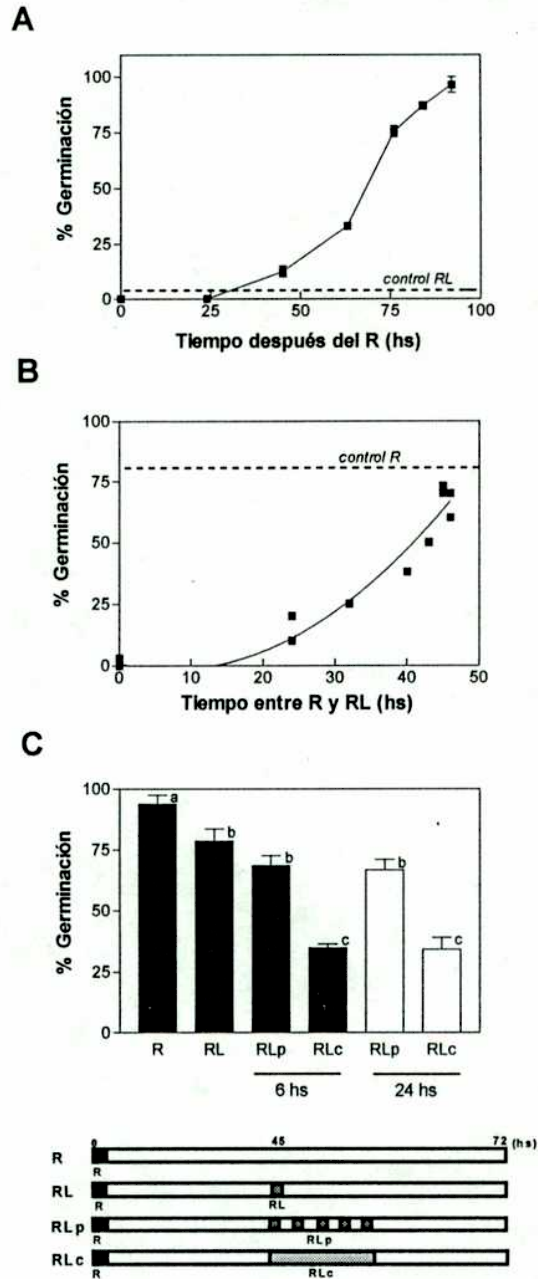 A
% Germinación
100
75
50
25
0
control RL
0 25 50 75 100
Tiempo después del R (hs)
B
% Germinación
100
75
50
25
0
control R
0 10 20 30 40 50
Tiempo entre R y RL (hs)
C
% Germinación
100
75
50
25
0
a
b
b
c
b
c
R RL RLp RLc RLp RLc
6 hs 24 hs
0 45 72 (hs)
R
R
RL
R RL
RLp
R RLp
RLc
R RLc